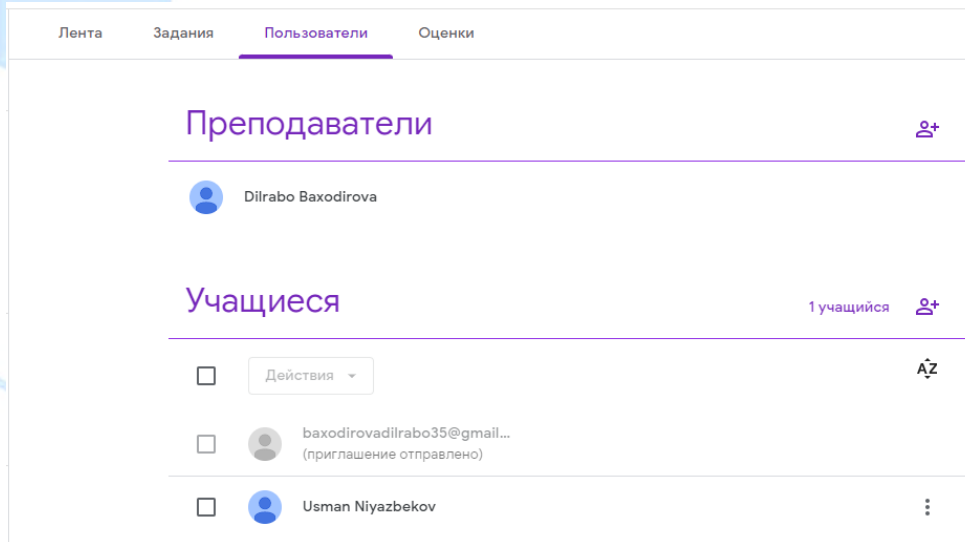 Лента Задания Пользователи Оценки
Преподаватели
Dilrabo Baxodirova
Учащиеся 1 учащийся
Действия AZ
baxodirovadilrabo35@gmail...
(приглашение отправлено)
Usman Niyazbekov